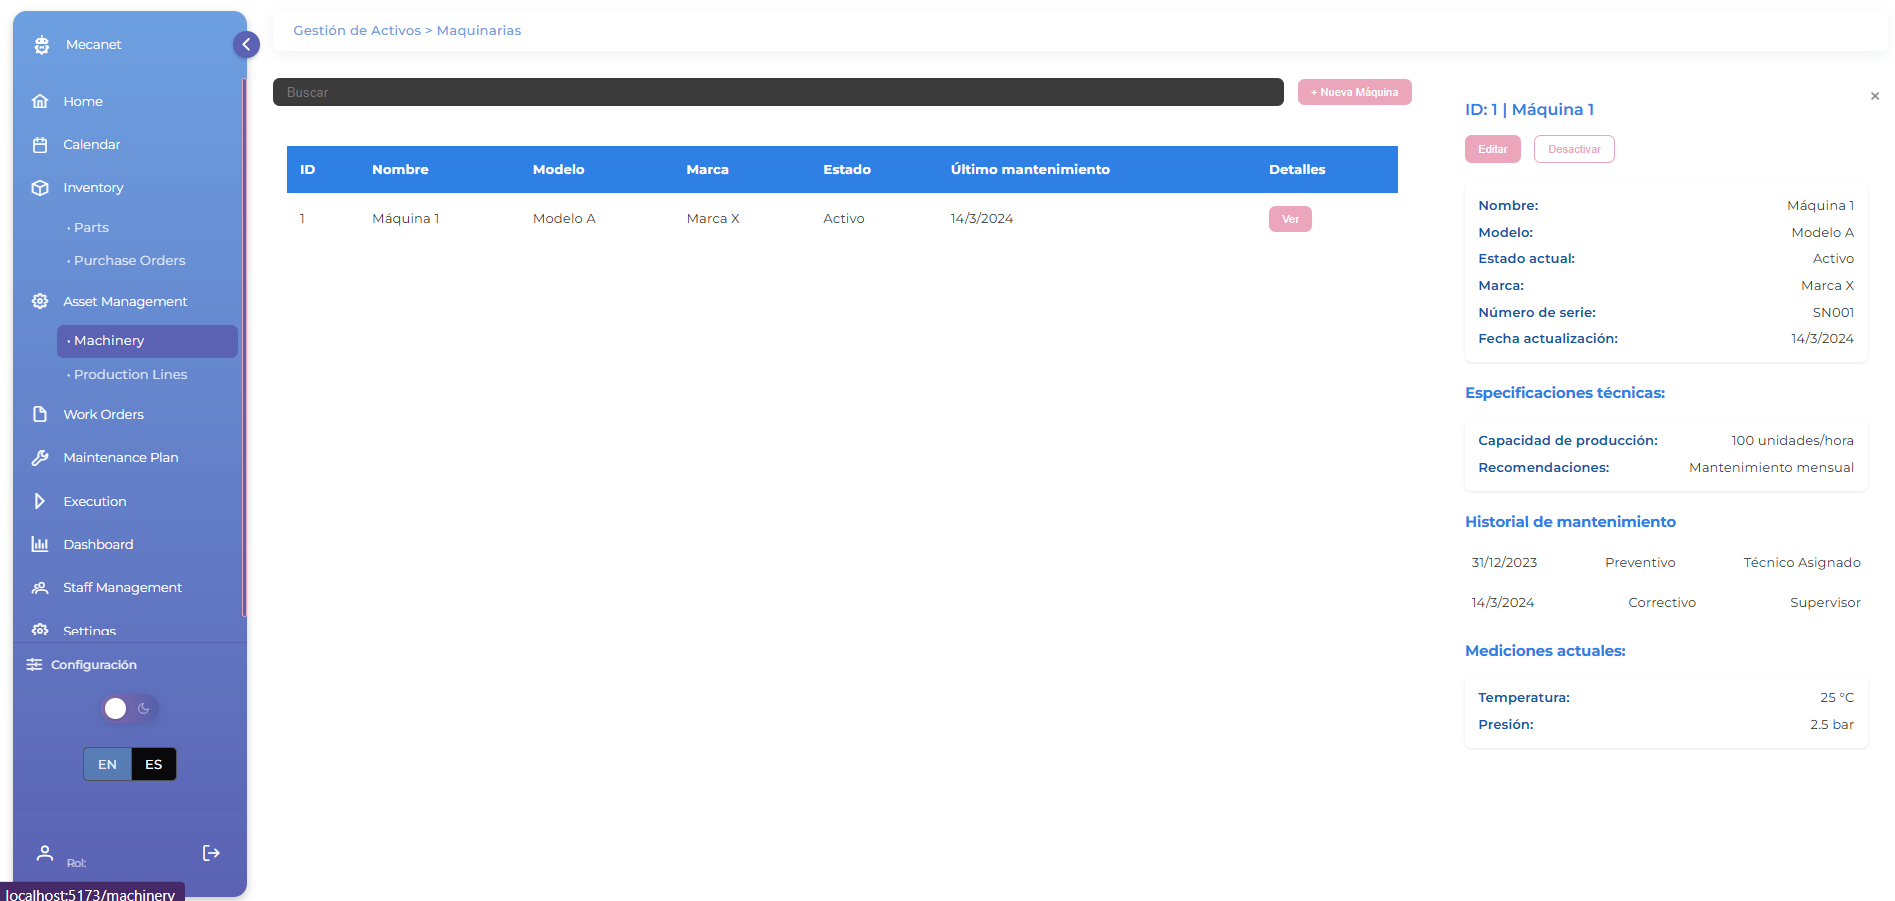 Mecanet
Home
Calendar
Inventory
• Parts
• Purchase Orders
Asset Management
• Machinery
• Production Lines
Work Orders
Maintenance Plan
Execution
Dashboard
Staff Management
Settings
Configuración
EN ES
Rol:
localhost:5173/machinery
Gestión de Activos > Maquinarias
Buscar
+ Nueva Máquina
ID Nombre Modelo Marca Estado Último mantenimiento Detalles
1 Máquina 1 Modelo A Marca X Activo 14/3/2024 Ver
×
ID: 1 | Máquina 1
Editar Desactivar
Nombre: Máquina 1
Modelo: Modelo A
Estado actual: Activo
Marca: Marca X
Número de serie: SN001
Fecha actualización: 14/3/2024
Especificaciones técnicas:
Capacidad de producción: 100 unidades/hora
Recomendaciones: Mantenimiento mensual
Historial de mantenimiento
31/12/2023 Preventivo Técnico Asignado
14/3/2024 Correctivo Supervisor
Mediciones actuales:
Temperatura: 25 °C
Presión: 2.5 bar